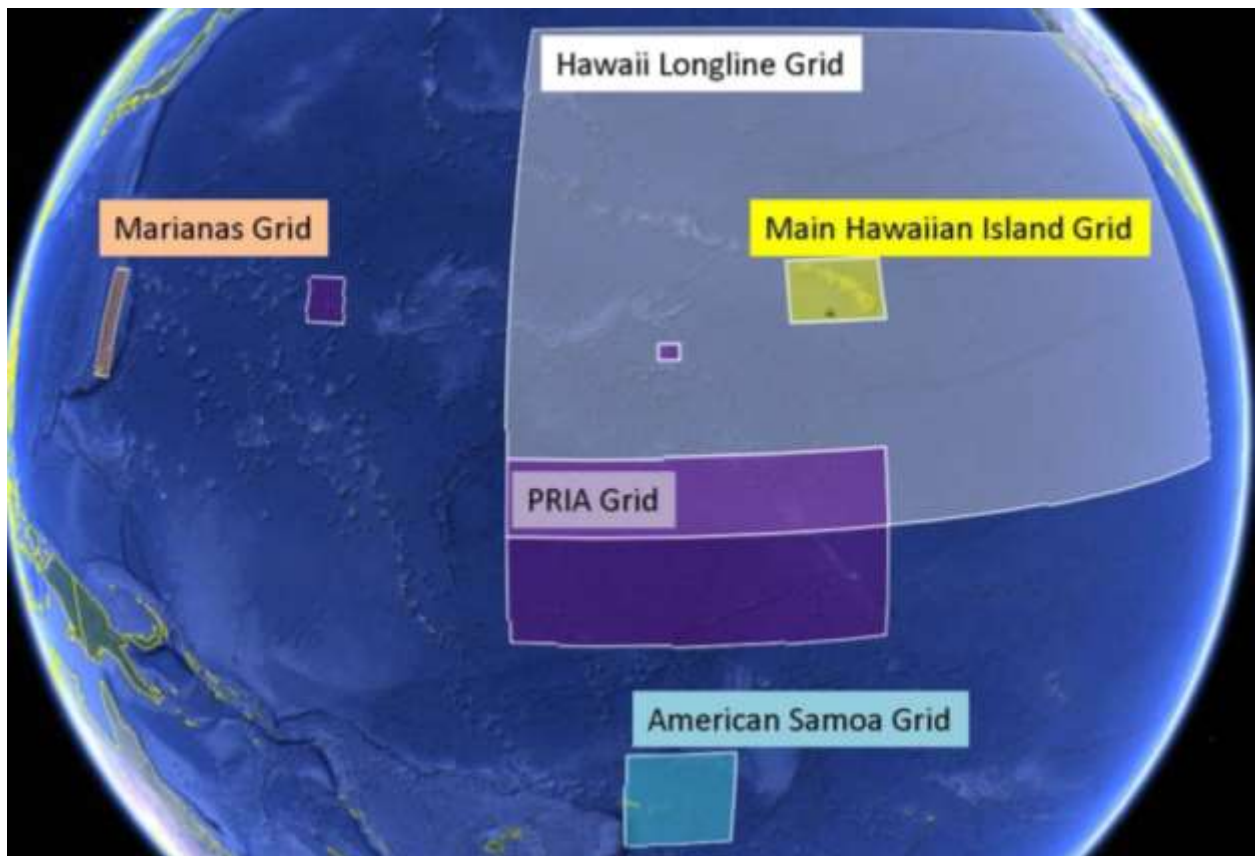 Hawaii Longline Grid
Marianas Grid
Main Hawaiian Island Grid
PRIA Grid
American Samoa Grid